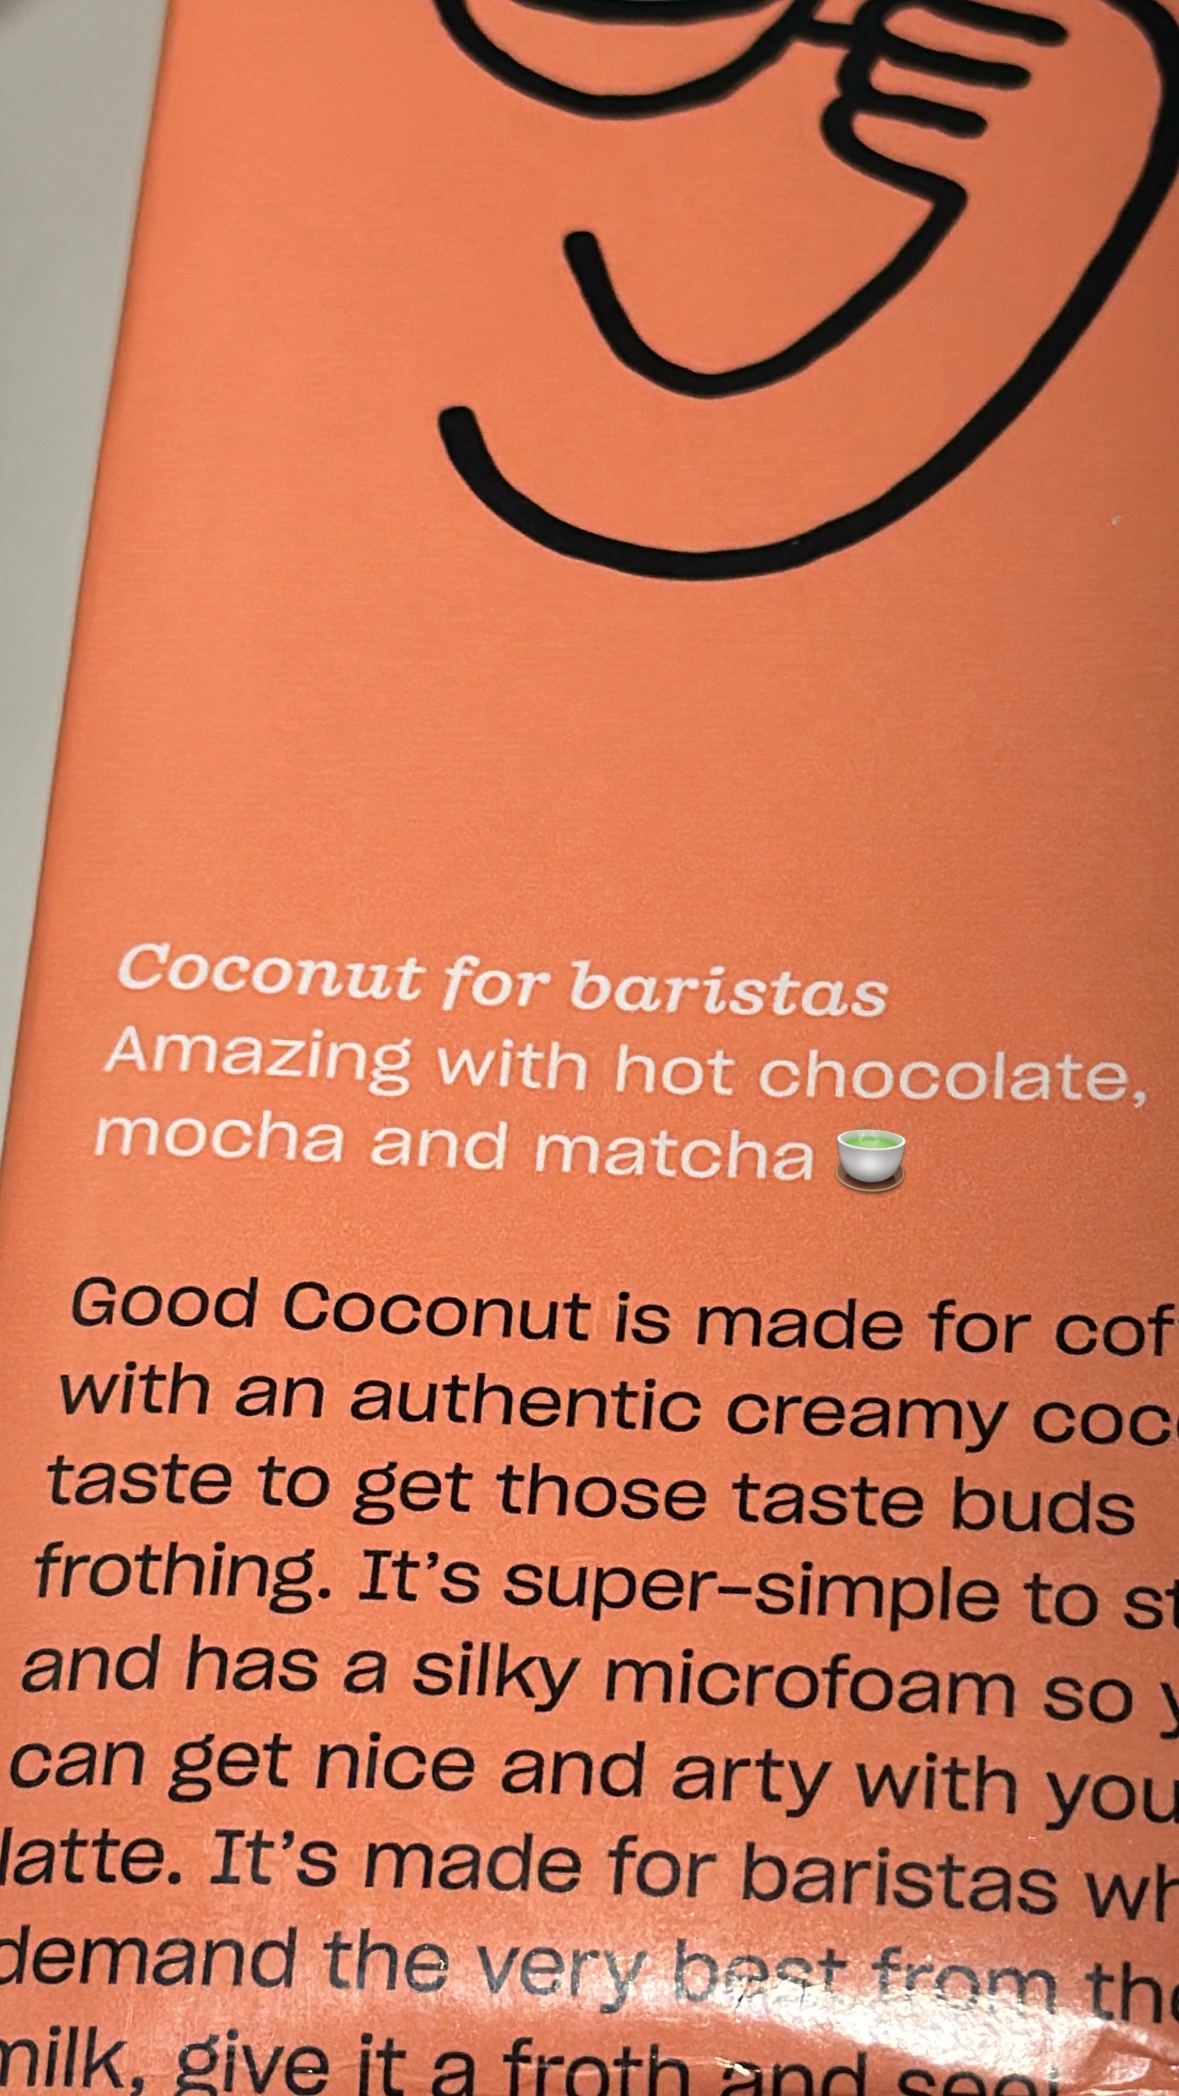 Coconut for baristas
Amazing with hot chocolate,
mocha and matcha 🍵
Good Coconut is made for
with an authentic creamy
taste to get those taste buds
frothing. It's super-simple to
and has a silky microfoam so
can get nice and arty with
latte. It's made for baristas
demand the very best from
milk, give it a froth and